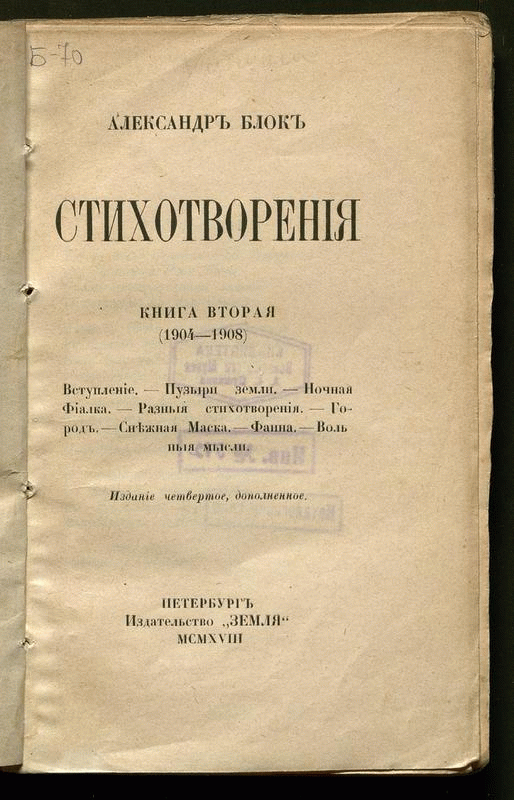 Б-70
АЛЕКСАНДРЪ БЛОКЪ
СТИХОТВОРЕНІЯ
КНИГА ВТОРАЯ
(1904—1908)
Вступленіе. — Пузыри земли. — Ночная
Фіалка. — Разныя стихотворенія. — Го-
родъ. — Снѣжная Маска. — Фаина. — Воль
ныя мысли.
Изданіе четвертое, дополненное.
ПЕТЕРБУРГЪ
Издательство „ЗЕМЛЯ“
MCMXVIII